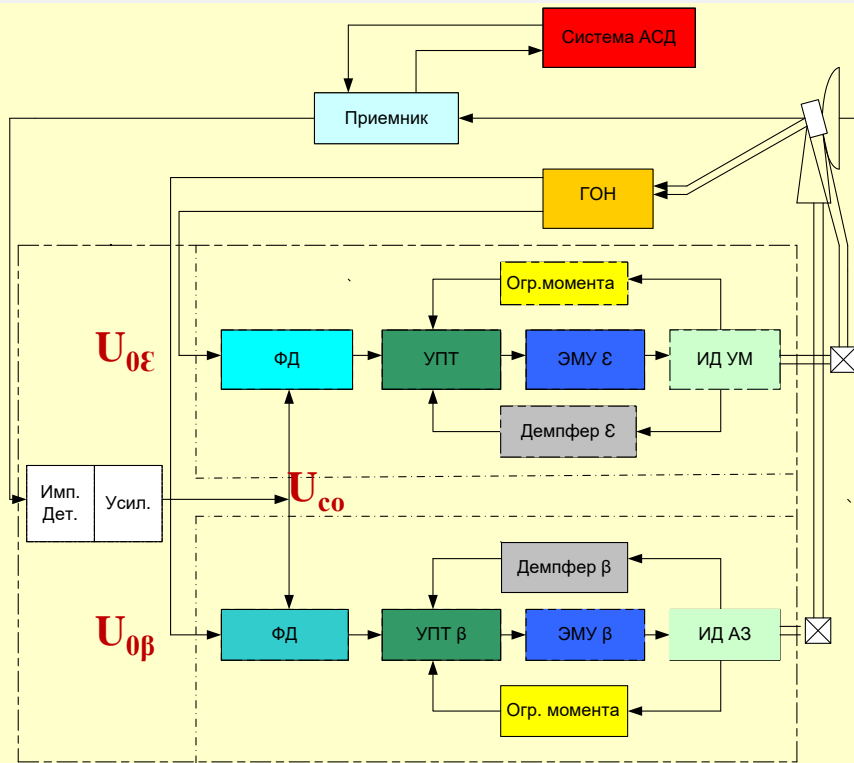 Система АСД
Приемник
ГОН
Огр.момента
U0Ɛ
ФД
УПТ
ЭМУ Ɛ
ИД УМ
Демпфер Ɛ
Имп.
Дет.
Усил.
Uco
Демпфер β
U0β
ФД
УПТ β
ЭМУ β
ИД АЗ
Огр. момента